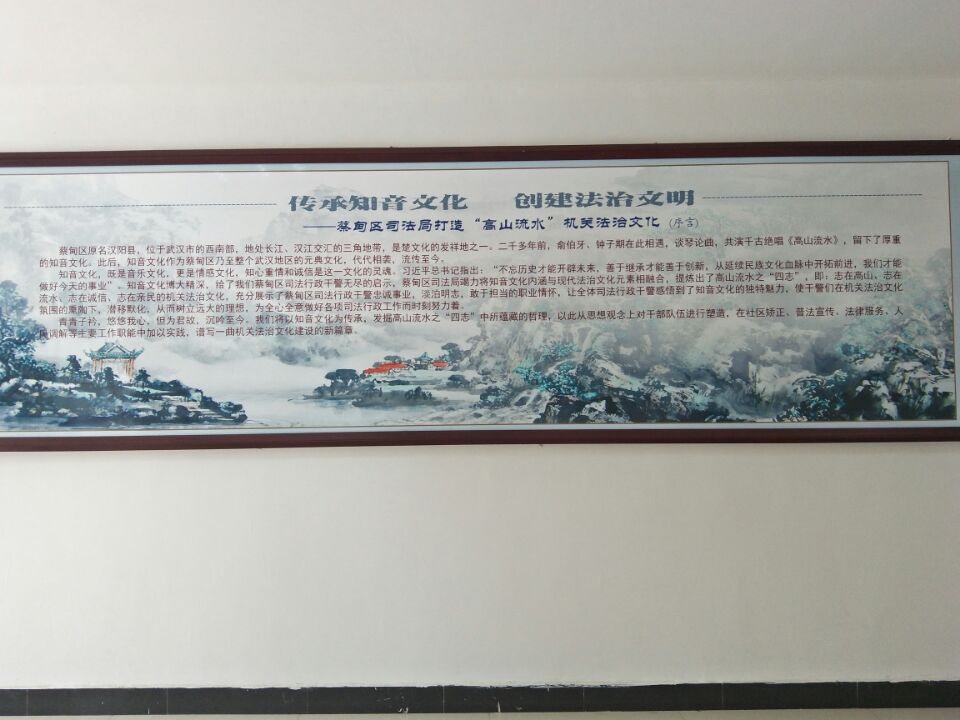 传承知音文化 创建法治文明
——蔡甸区司法局打造“高山流水”机关法治文化（序言）
蔡甸区原名汉阳县，位于武汉市的西南部，地处长江、汉江交汇的三角地带，是楚文化的发祥地之一。二千多年前，俞伯牙、钟子期在此相遇，谈琴论曲，共演千古绝唱《高山流水》，留下了厚重
的知音文化。此后，知音文化作为蔡甸区乃至整个武汉地区的元典文化，代代相袭，流传至今。
知音文化，既是音乐文化，更是情感文化，知心重情和诚信是这一文化的灵魂。习近平总书记指出：“不忘历史才能开辟未来，善于继承才能善于创新，从延续民族文化血脉中开拓前进，我们才能
做好今天的事业”。知音文化博大精深，给了我们蔡甸区司法行政干警无尽的启示，蔡甸区司法局竭力将知音文化内涵与现代法治文化元素相融合，提炼出了高山流水之“四志”，即：志在高山、志在
流水、志在诚信、志在亲民的机关法治文化，充分展示了蔡甸区司法行政干警忠诚事业，淡泊明志，敢于担当的职业情怀，让全体司法行政干警感悟到了知音文化的独特魅力，使干警们在机关法治文化
氛围的熏陶下，潜移默化，从而树立远大的理想，为全心全意做好各项司法行政工作而时刻努力着。
青青子衿，悠悠我心，但为君故，沉吟至今。我们将以知音文化为传承，发掘高山流水之“四志”中所蕴藏的哲理，以此从思想观念上对干部队伍进行塑造，在社区矫正、普法宣传、法律服务、人
民调解等主要工作职能中加以实践，谱写一曲机关法治文化建设的新篇章。